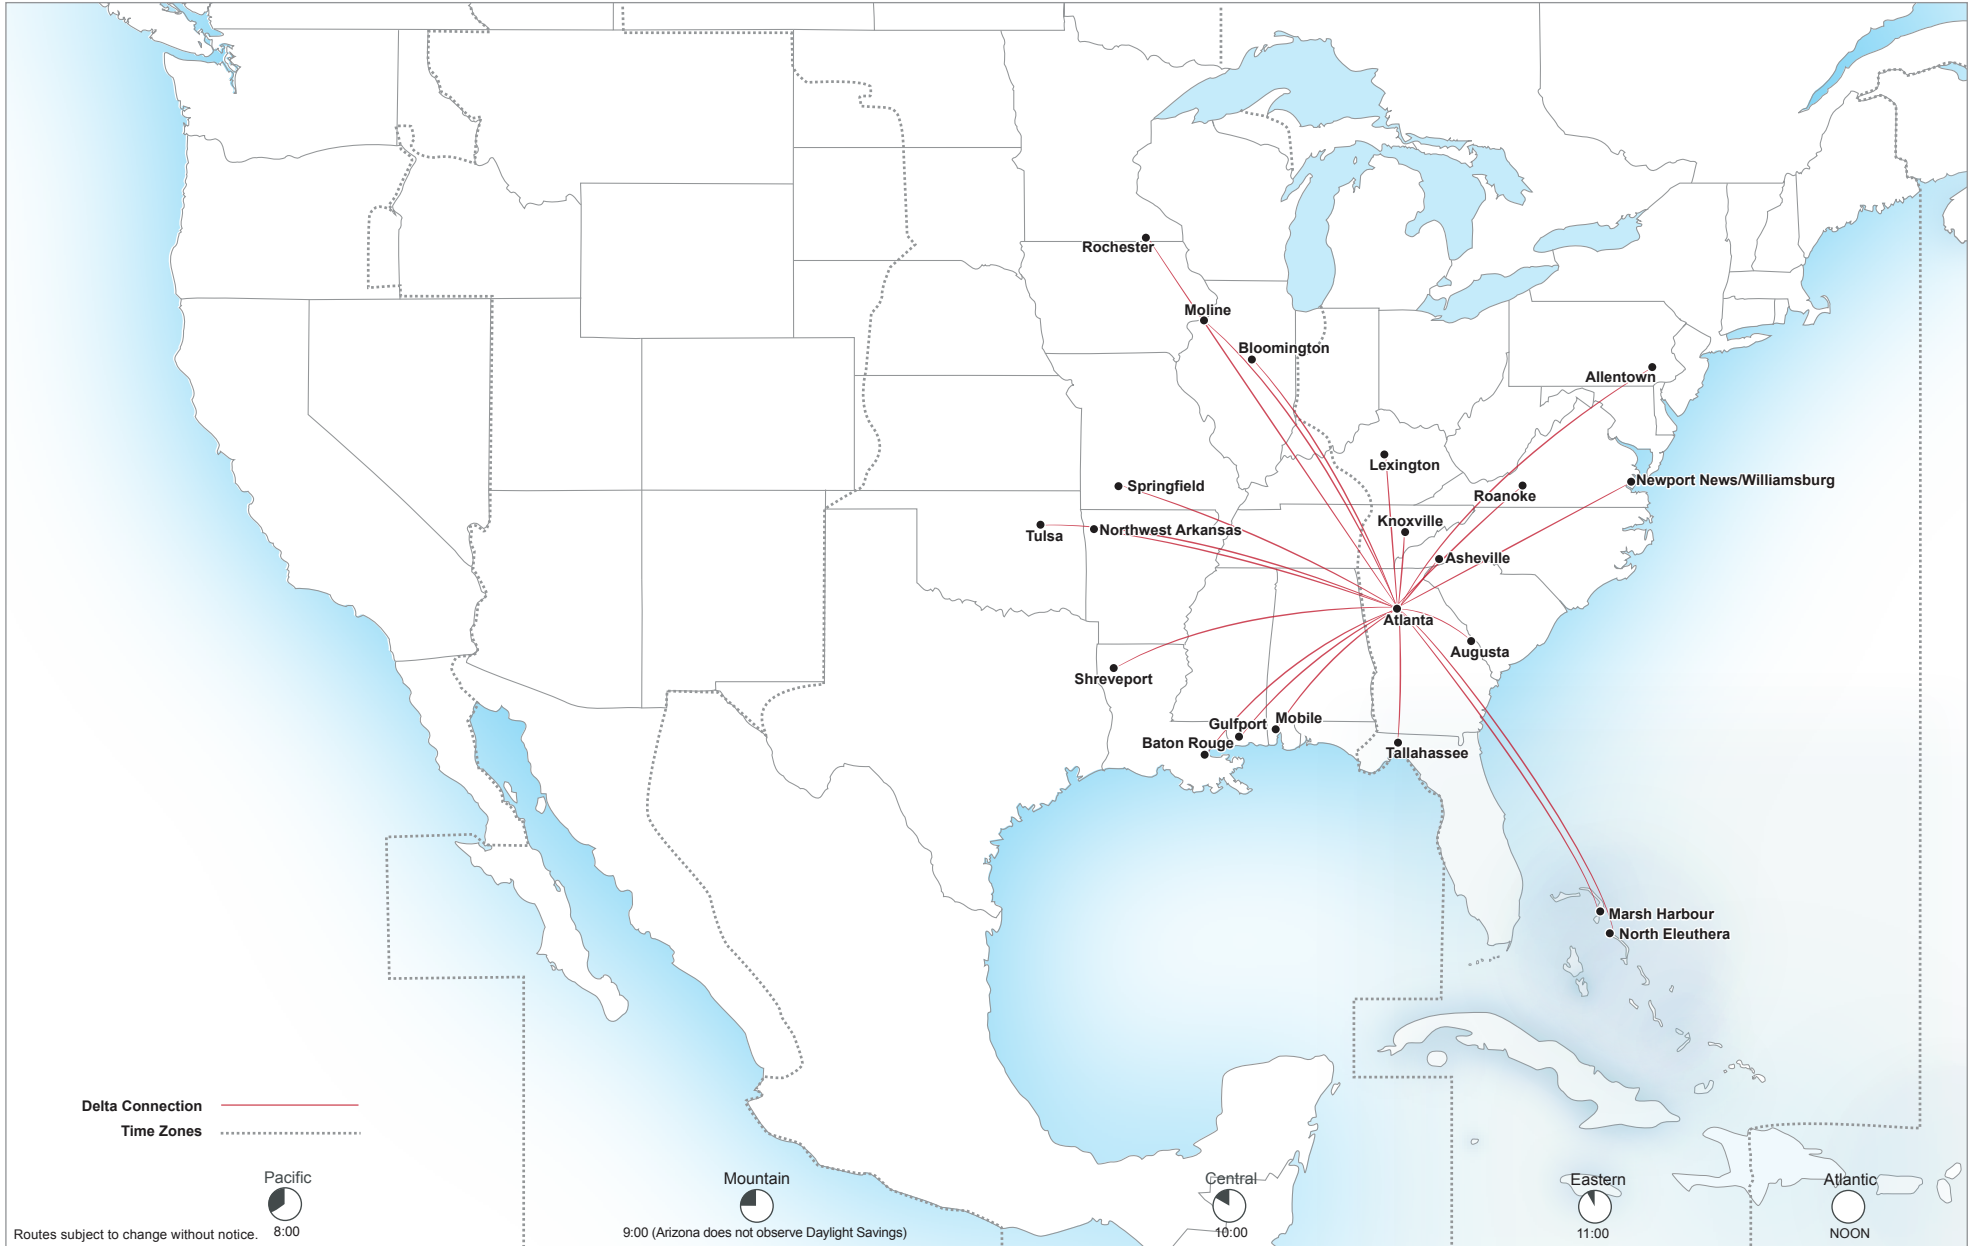 Rochester
Moline
Bloomington
Allentown
Lexington
Springfield
Roanoke
Newport News/Williamsburg
Knoxville
Tulsa
Northwest Arkansas
Asheville
Atlanta
Augusta
Shreveport
Gulfport
Mobile
Baton Rouge
Tallahassee
Marsh Harbour
North Eleuthera
Delta Connection
Time Zones
Pacific
8:00
Mountain
9:00 (Arizona does not observe Daylight Savings)
Central
10:00
Eastern
11:00
Atlantic
NOON
Routes subject to change without notice.